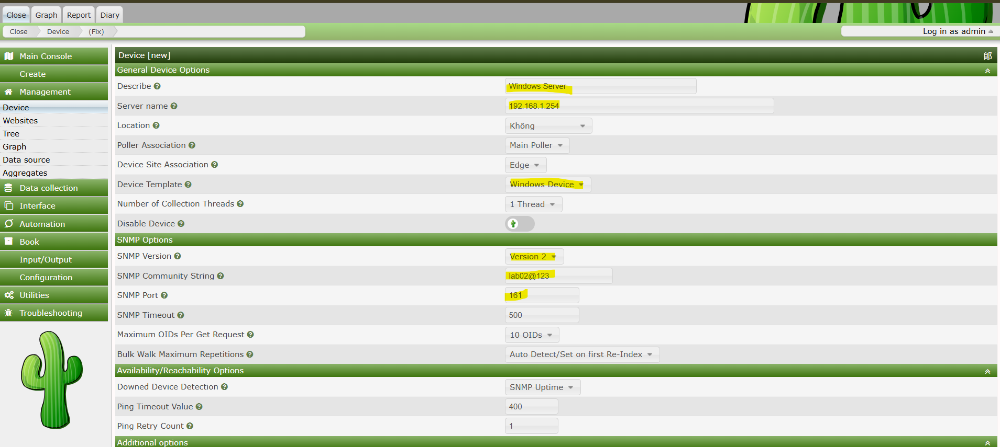 Close Graph Report Diary
Close Device (Fix)
Log in as admin
Main Console
Create
Management
Device
Websites
Tree
Graph
Data source
Aggregates
Data collection
Interface
Automation
Book
Input/Output
Configuration
Utilities
Troubleshooting
Device [new]
General Device Options
Describe Windows Server
Server name 192.168.1.254
Location Không
Poller Association Main Poller
Device Site Association Edge
Device Template Windows Device
Number of Collection Threads 1 Thread
Disable Device
SNMP Options
SNMP Version Version 2
SNMP Community String lab02@123
SNMP Port 161
SNMP Timeout 500
Maximum OIDs Per Get Request 10 OIDs
Bulk Walk Maximum Repetitions Auto Detect/Set on first Re-Index
Availability/Reachability Options
Downed Device Detection SNMP Uptime
Ping Timeout Value 400
Ping Retry Count 1
Additional options